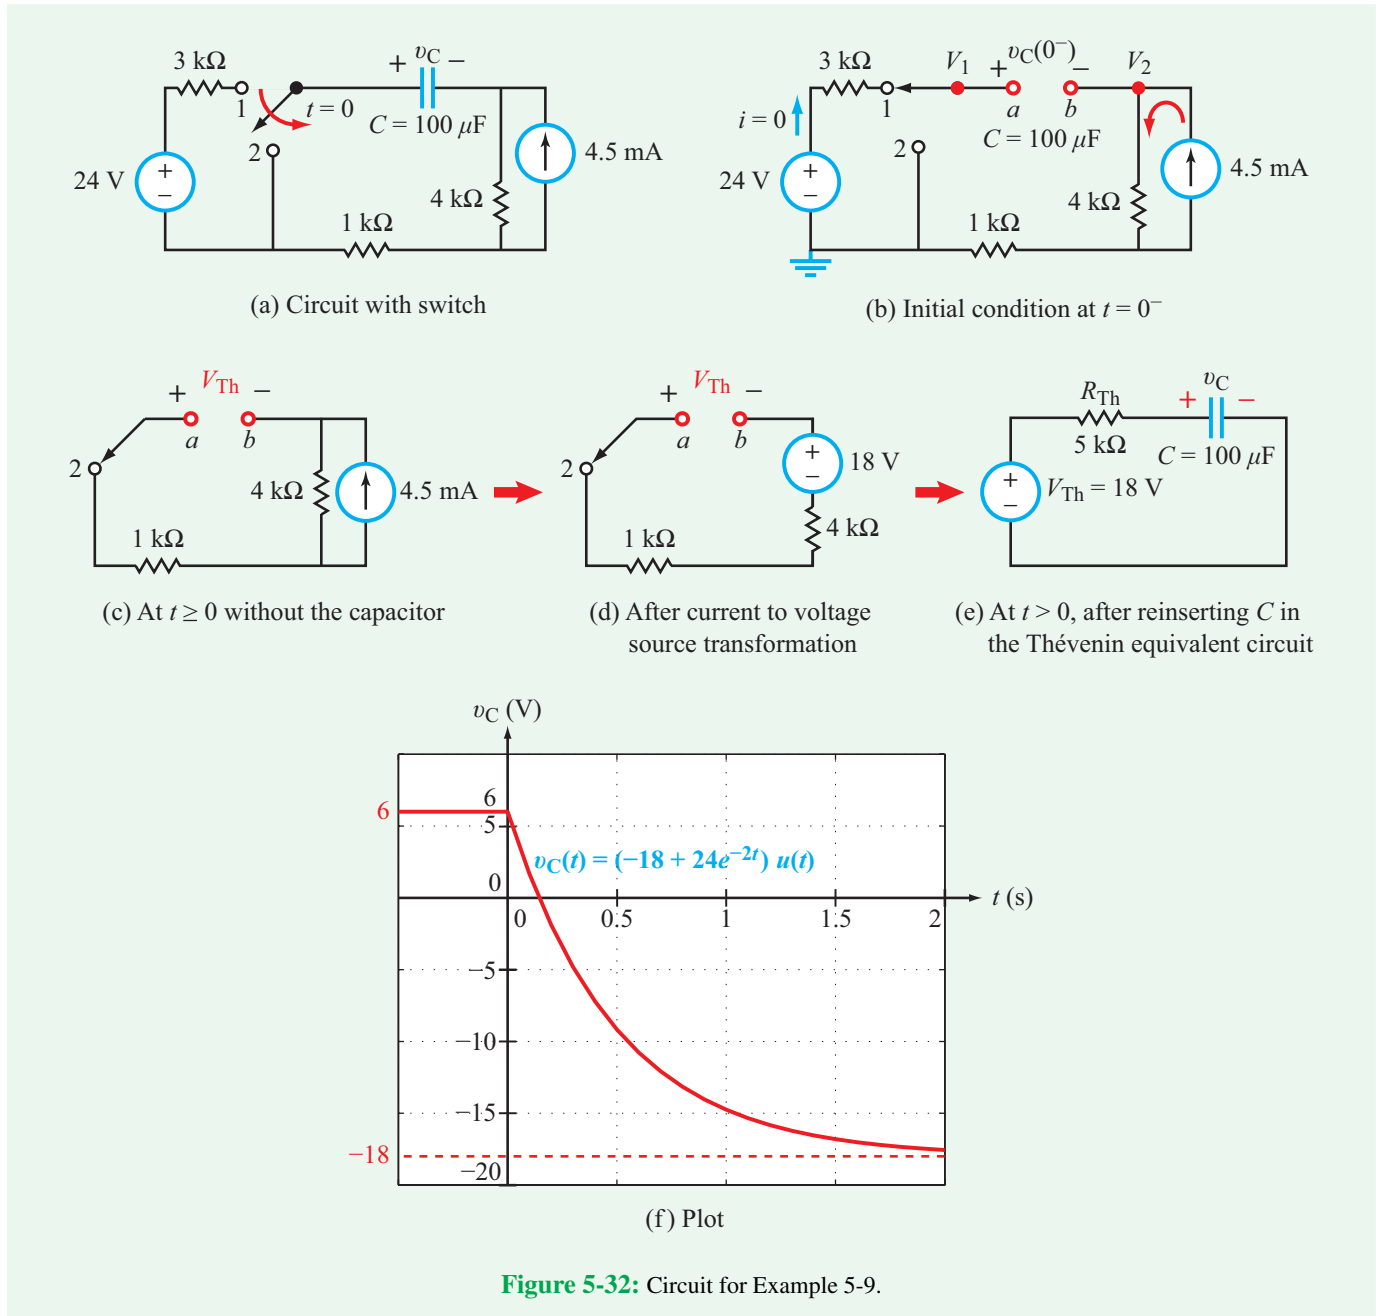 3 kΩ
+ υC −
1
t = 0
C = 100 μF
2
24 V
+
−
4 kΩ
4.5 mA
1 kΩ
(a) Circuit with switch
3 kΩ
V1
+ υC(0−) −
V2
i = 0
1
a
b
C = 100 μF
2
24 V
+
−
4 kΩ
4.5 mA
1 kΩ
(b) Initial condition at t = 0−
+ VTh −
a
b
2
4 kΩ
4.5 mA
1 kΩ
(c) At t ≥ 0 without the capacitor
+ VTh −
a
b
2
+
−
18 V
4 kΩ
1 kΩ
(d) After current to voltage
source transformation
RTh
5 kΩ
+ υC −
C = 100 μF
+
−
VTh = 18 V
(e) At t > 0, after reinserting C in
the Thévenin equivalent circuit
υC (V)
6
6
5
υC(t) = (−18 + 24e−2t) u(t)
0
0
0.5
1
1.5
2
t (s)
−5
−10
−15
−18
−20
(f) Plot
Figure 5-32: Circuit for Example 5-9.